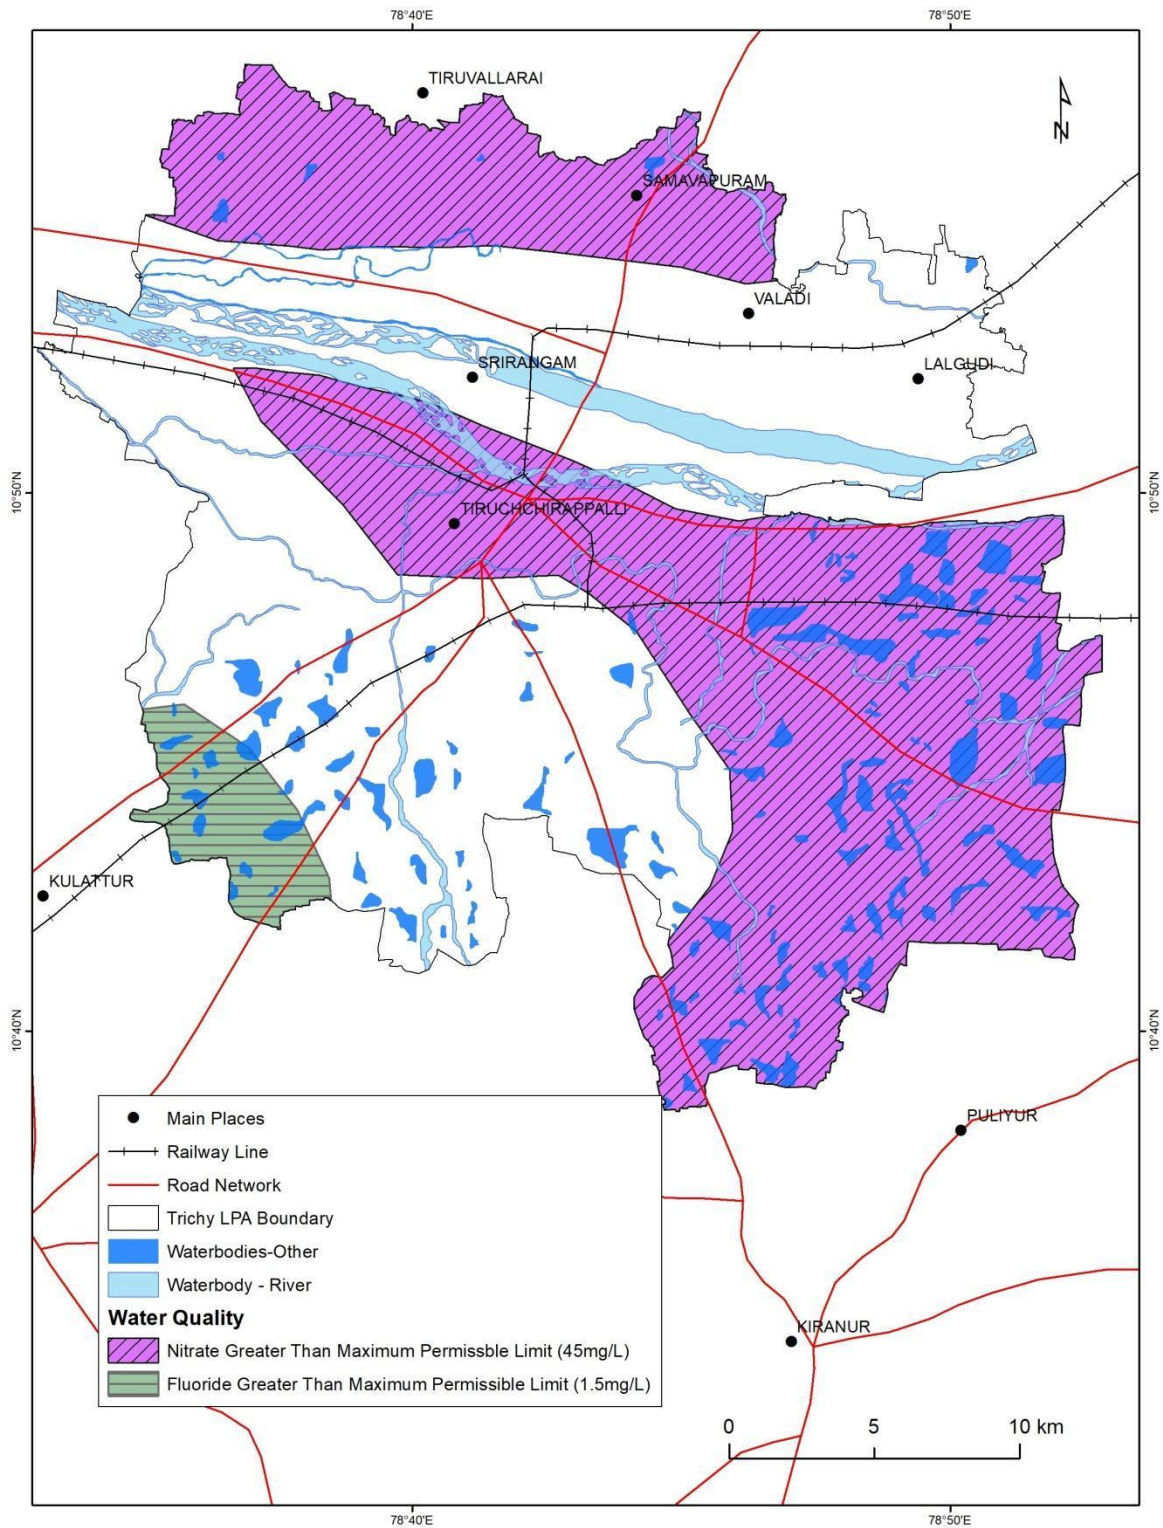 78°40'E
78°50'E
TIRUVALLARAI
N
SAMAVAPURAM
VALADI
SRIRANGAM
LALGUDI
10°50'N
10°50'N
TIRUCHCHIRAPPALLI
KULATTUR
10°40'N
10°40'N
PULIYUR
KIRANUR
Main Places
Railway Line
Road Network
Trichy LPA Boundary
Waterbodies-Other
Waterbody - River
Water Quality
Nitrate Greater Than Maximum Permissble Limit (45mg/L)
Fluoride Greater Than Maximum Permissible Limit (1.5mg/L)
0 5 10 km
78°40'E
78°50'E